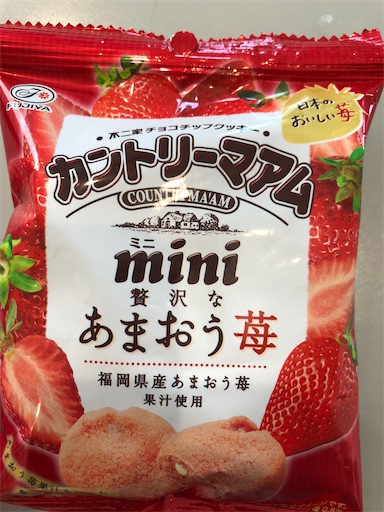 FUJIYA
日本の
おいしい苺
不二家 チョコチップクッキー
カントリーマアム
COUNTRY MA'AM
ミニ
mini
贅沢な
あまおう苺
福岡県産あまおう苺
果汁使用